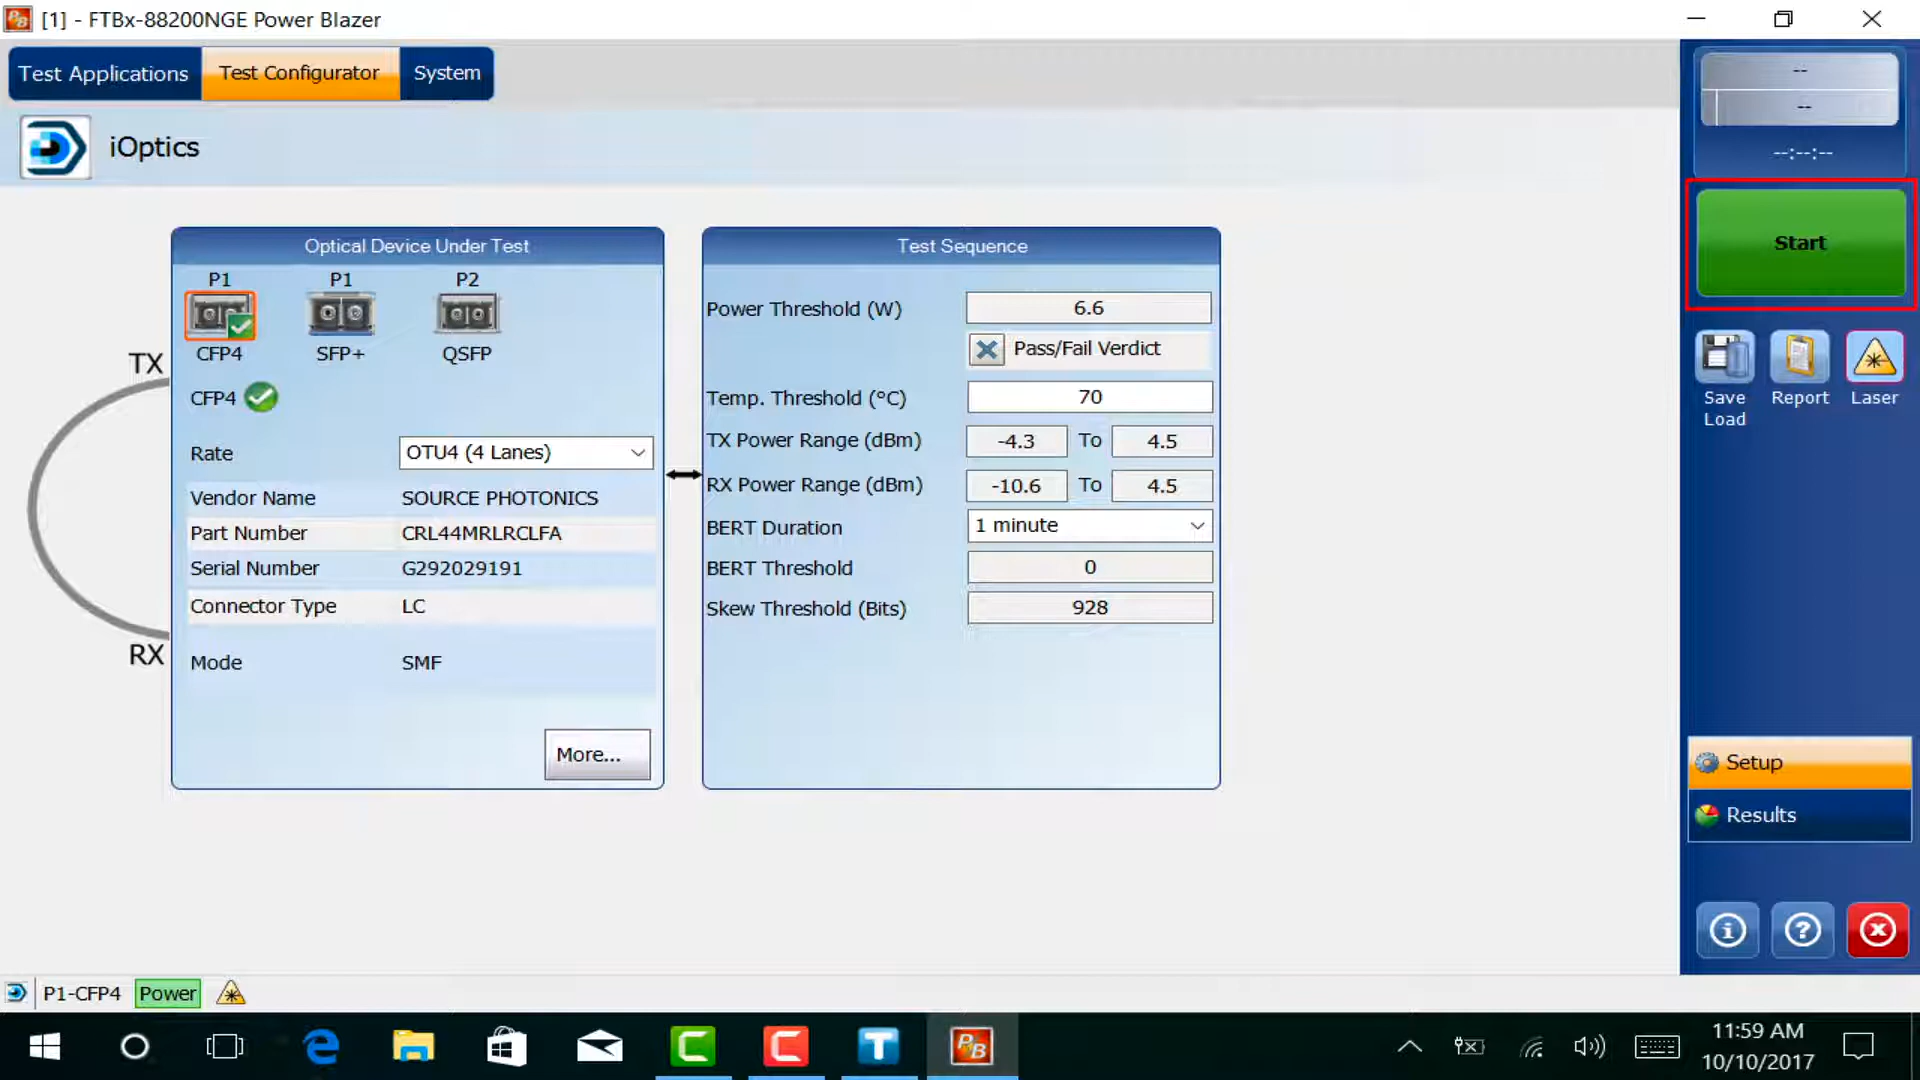 [1] - FTBx-88200NGE Power Blazer
Test Applications
Test Configurator
System
iOptics
--
--
--:--:--
Start
Save
Load
Report
Laser
Optical Device Under Test
P1
P1
P2
CFP4
SFP+
QSFP
TX
CFP4
Rate
OTU4 (4 Lanes)
Vendor Name
SOURCE PHOTONICS
Part Number
CRL44MRLRCLFA
Serial Number
G292029191
Connector Type
LC
RX
Mode
SMF
More...
Test Sequence
Power Threshold (W)
6.6
Pass/Fail Verdict
Temp. Threshold (°C)
70
TX Power Range (dBm)
-4.3
To
4.5
RX Power Range (dBm)
-10.6
To
4.5
BERT Duration
1 minute
BERT Threshold
0
Skew Threshold (Bits)
928
Setup
Results
P1-CFP4
Power
PB
11:59 AM
10/10/2017